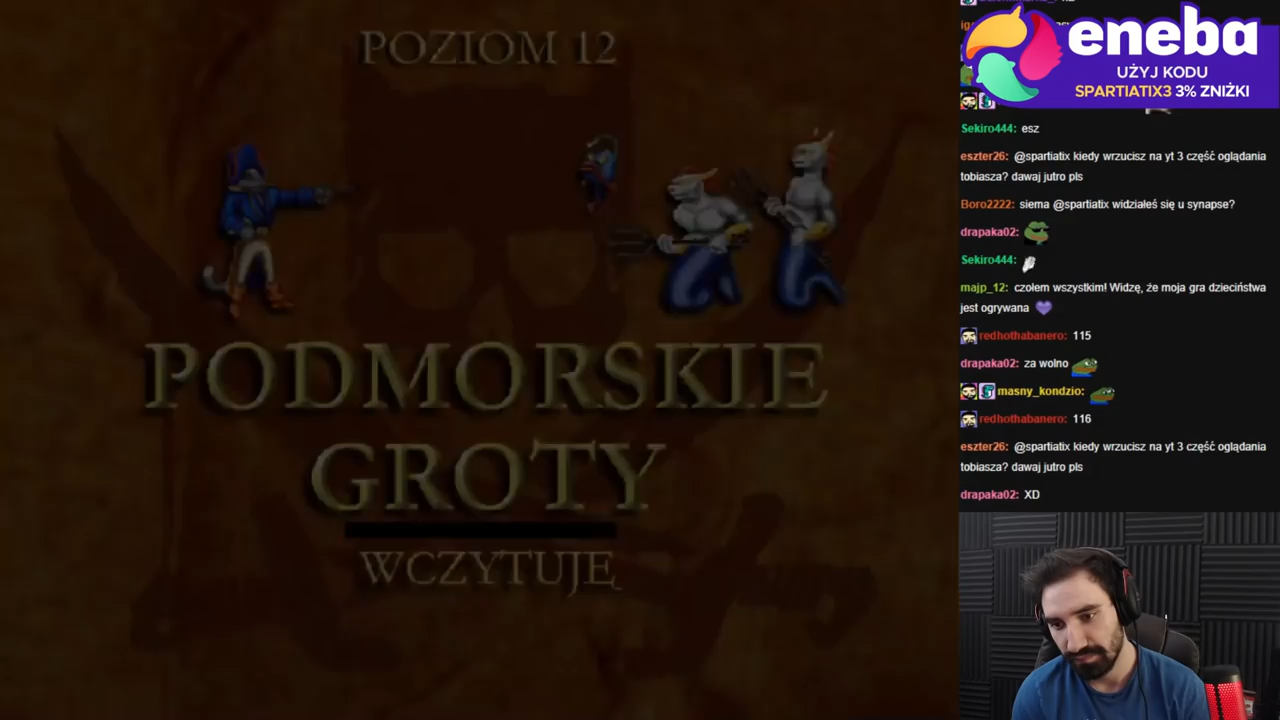 POZIOM 12
PODMORSKIE
GROTY
WCZYTUJĘ
eneba
UŻYJ KODU
SPARTIATIX3 3% ZNIŻKI
Sekiro444: esz
eszter26: @spartiatix kiedy wrzucisz na yt 3 część oglądania
tobiasza? dawaj jutro pls
Boro2222: siema @spartiatix widziałeś się u synapse?
drapaka02:
Sekiro444:
majp_12: czołem wszystkim! Widzę, że moja gra dzieciństwa
jest ogrywana
redhothabanero: 115
drapaka02: za wolno
masny_kondzio:
redhothabanero: 116
eszter26: @spartiatix kiedy wrzucisz na yt 3 część oglądania
tobiasza? dawaj jutro pls
drapaka02: XD